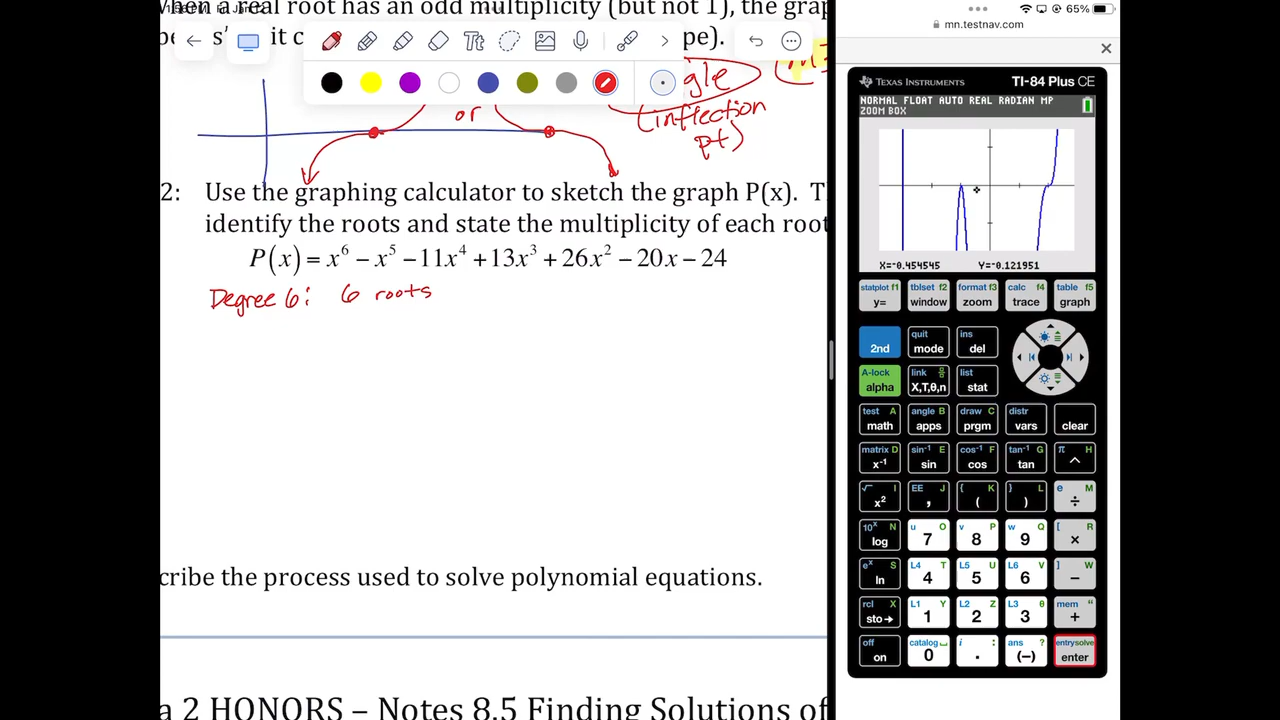 when a real root has an odd multiplicity (but not 1), the grap
mn.testnav.com
65%
or
gle
(inflection
pt)
2: Use the graphing calculator to sketch the graph P(x). T
identify the roots and state the multiplicity of each root
P(x) = x⁶ − x⁵ − 11x⁴ + 13x³ + 26x² − 20x − 24
Degree 6: 6 roots
cribe the process used to solve polynomial equations.
a 2 HONORS – Notes 8.5 Finding Solutions of
TEXAS INSTRUMENTS TI-84 Plus CE
NORMAL FLOAT AUTO REAL RADIAN MP
ZOOM BOX
X=-0.454545 Y=-0.121951
statplot f1 tblset f2 format f3 calc f4 table f5
y= window zoom trace graph
quit ins
2nd mode del
A-lock link list
alpha X,T,θ,n stat
test A angle B draw C distr
math apps prgm vars clear
matrix D sin⁻¹ E cos⁻¹ F tan⁻¹ G π H
x⁻¹ sin cos tan ^
√ I EE J { K } L e M
x² , ( ) ÷
10ˣ N u O v P w Q [ R
log 7 8 9 ×
eˣ S L4 T L5 U L6 V ] W
ln 4 5 6 −
rcl X L1 Y L2 Z L3 θ mem "
sto→ 1 2 3 +
off catalog i : ans ? entry solve
on 0 . (−) enter